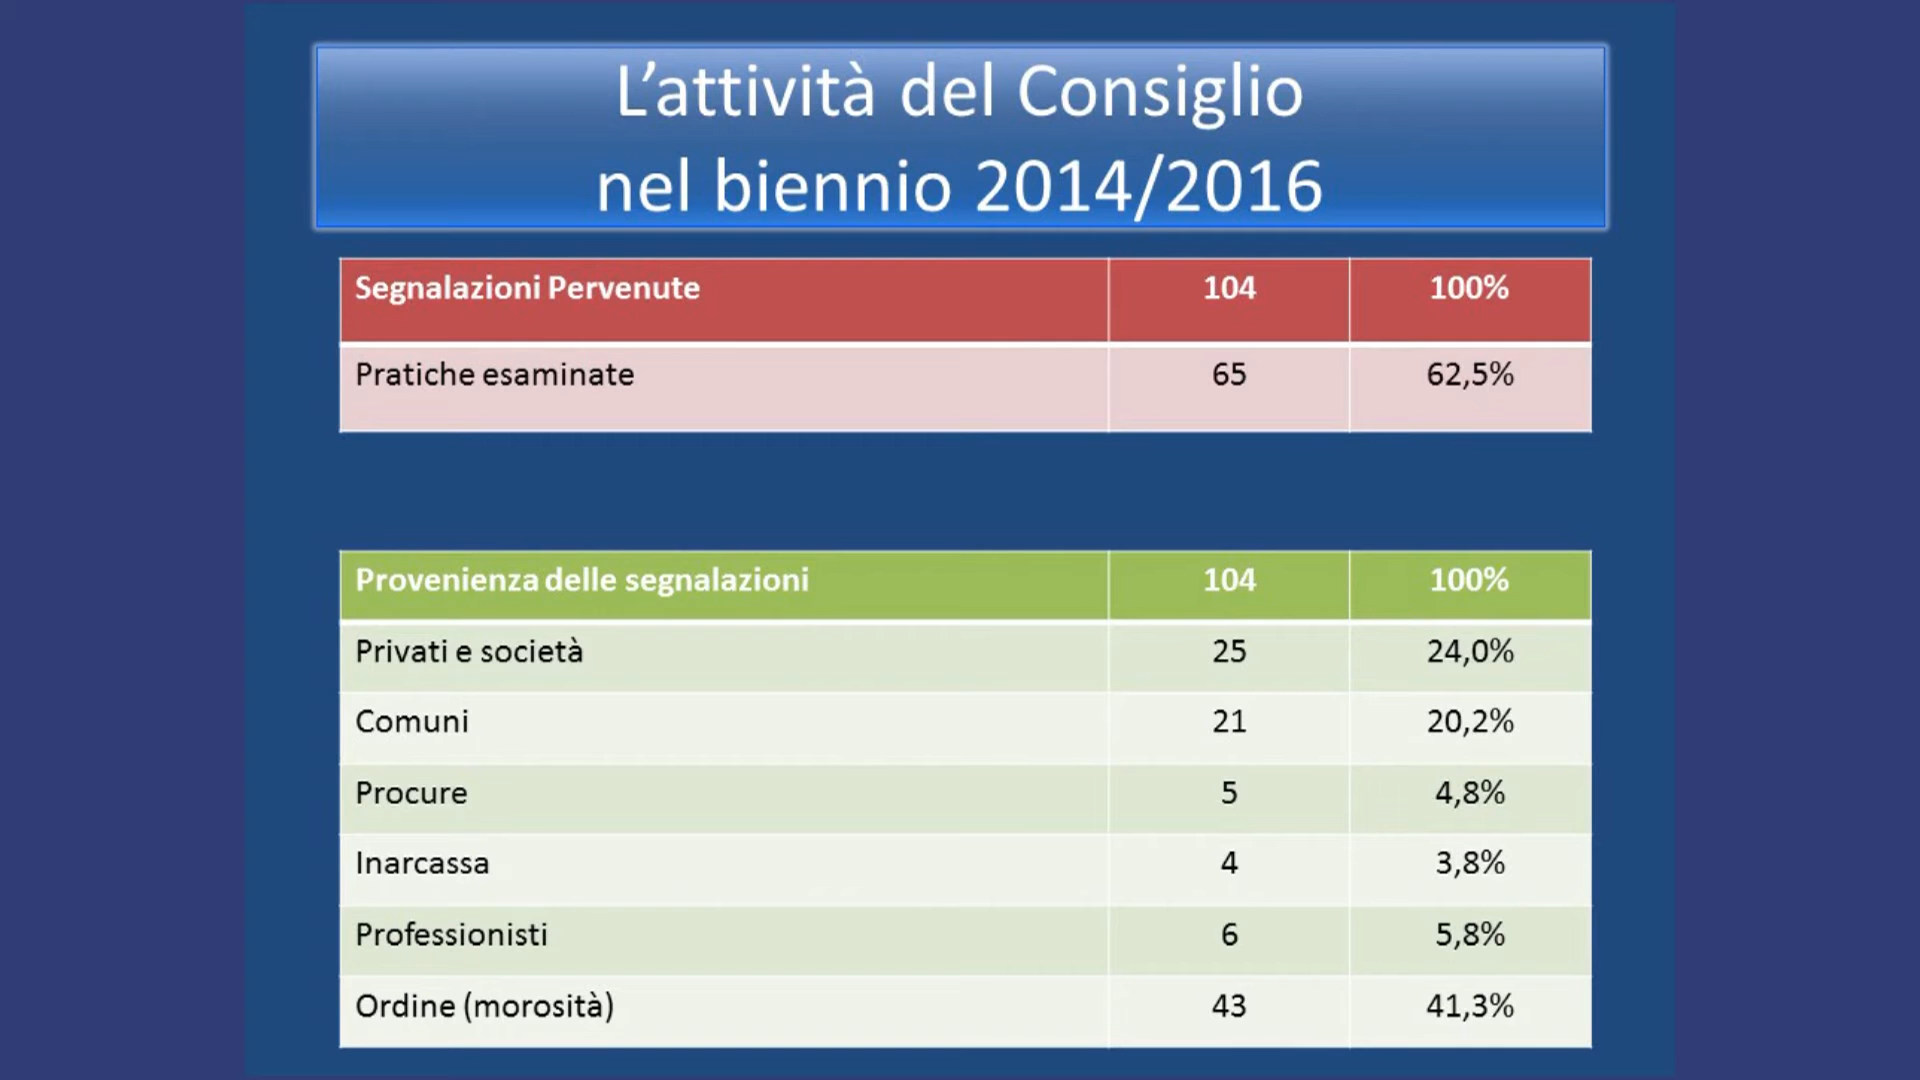 L'attività del Consiglio
nel biennio 2014/2016
Segnalazioni Pervenute 104 100%
Pratiche esaminate 65 62,5%
Provenienza delle segnalazioni 104 100%
Privati e società 25 24,0%
Comuni 21 20,2%
Procure 5 4,8%
Inarcassa 4 3,8%
Professionisti 6 5,8%
Ordine (morosità) 43 41,3%